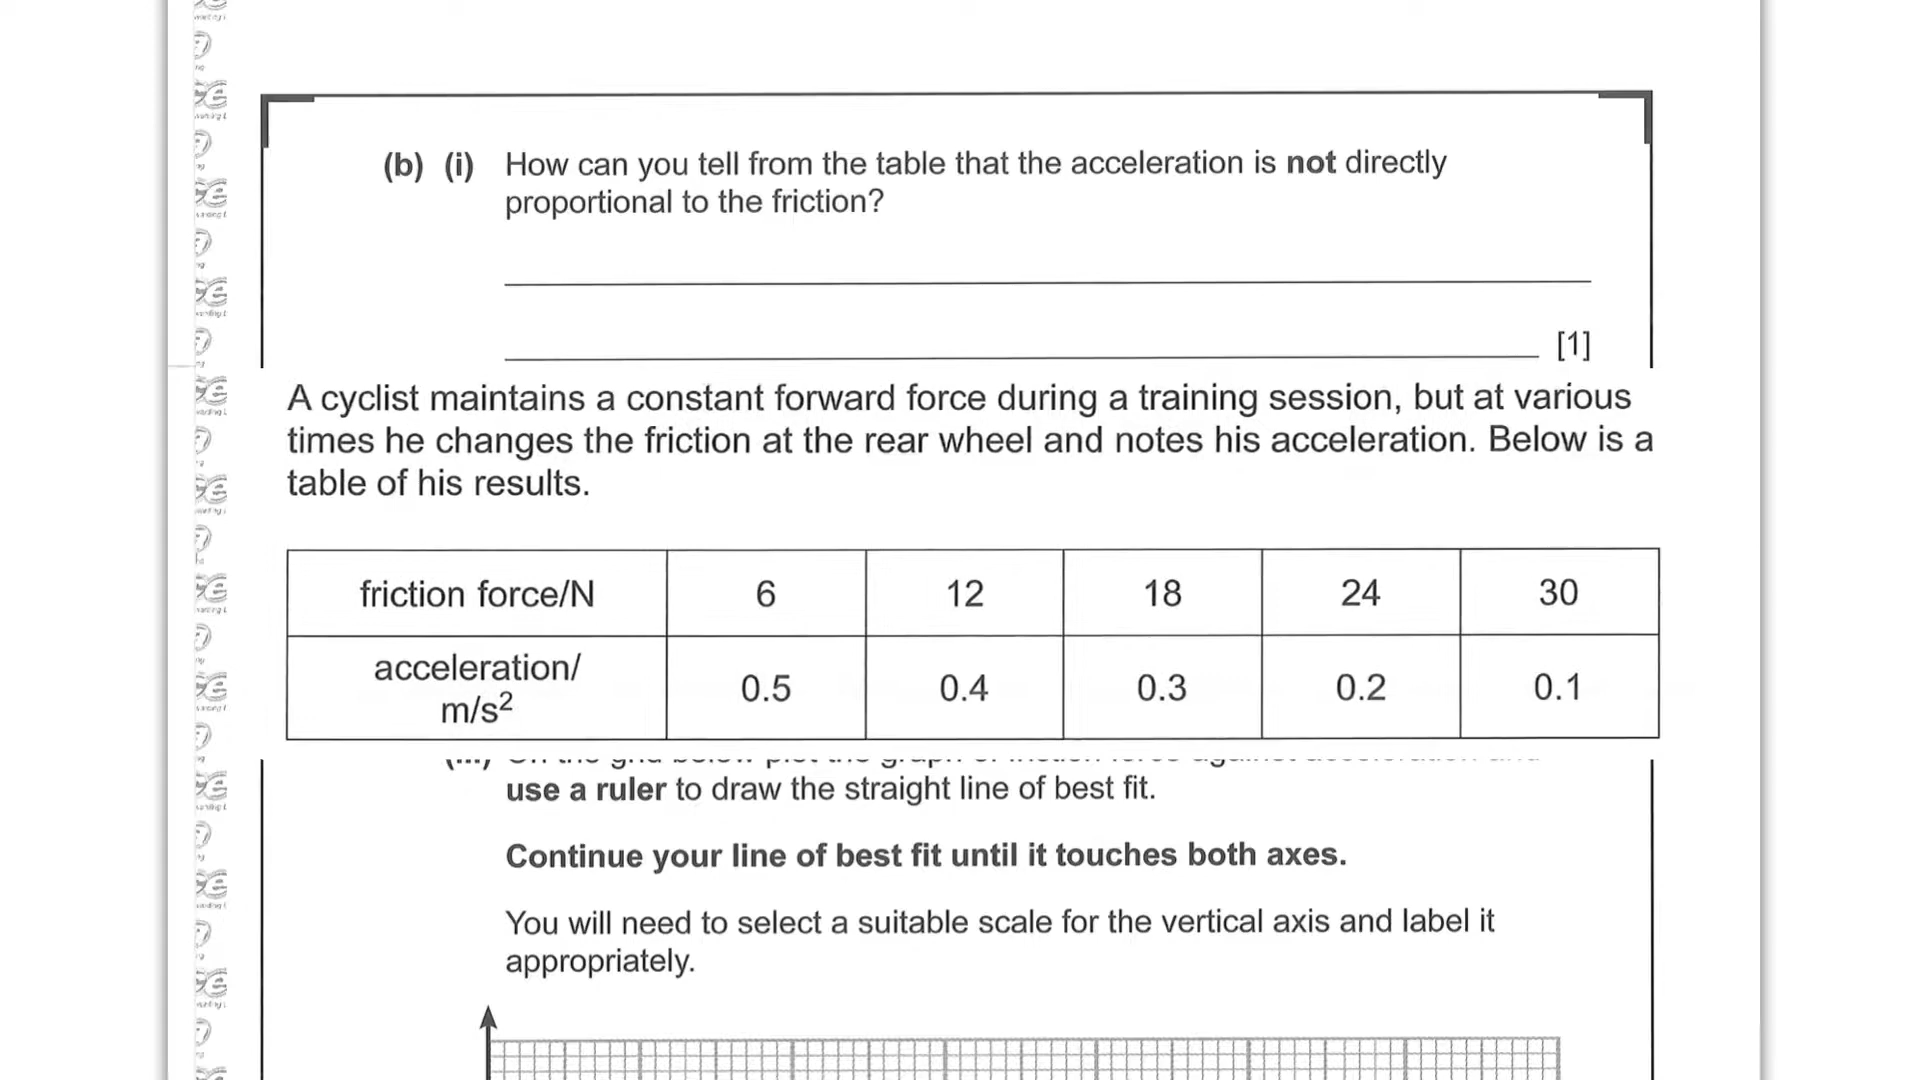 (b) (i) How can you tell from the table that the acceleration is not directly
proportional to the friction?
[1]
A cyclist maintains a constant forward force during a training session, but at various
times he changes the friction at the rear wheel and notes his acceleration. Below is a
table of his results.
friction force/N 6 12 18 24 30
acceleration/
m/s² 0.5 0.4 0.3 0.2 0.1
use a ruler to draw the straight line of best fit.
Continue your line of best fit until it touches both axes.
You will need to select a suitable scale for the vertical axis and label it
appropriately.